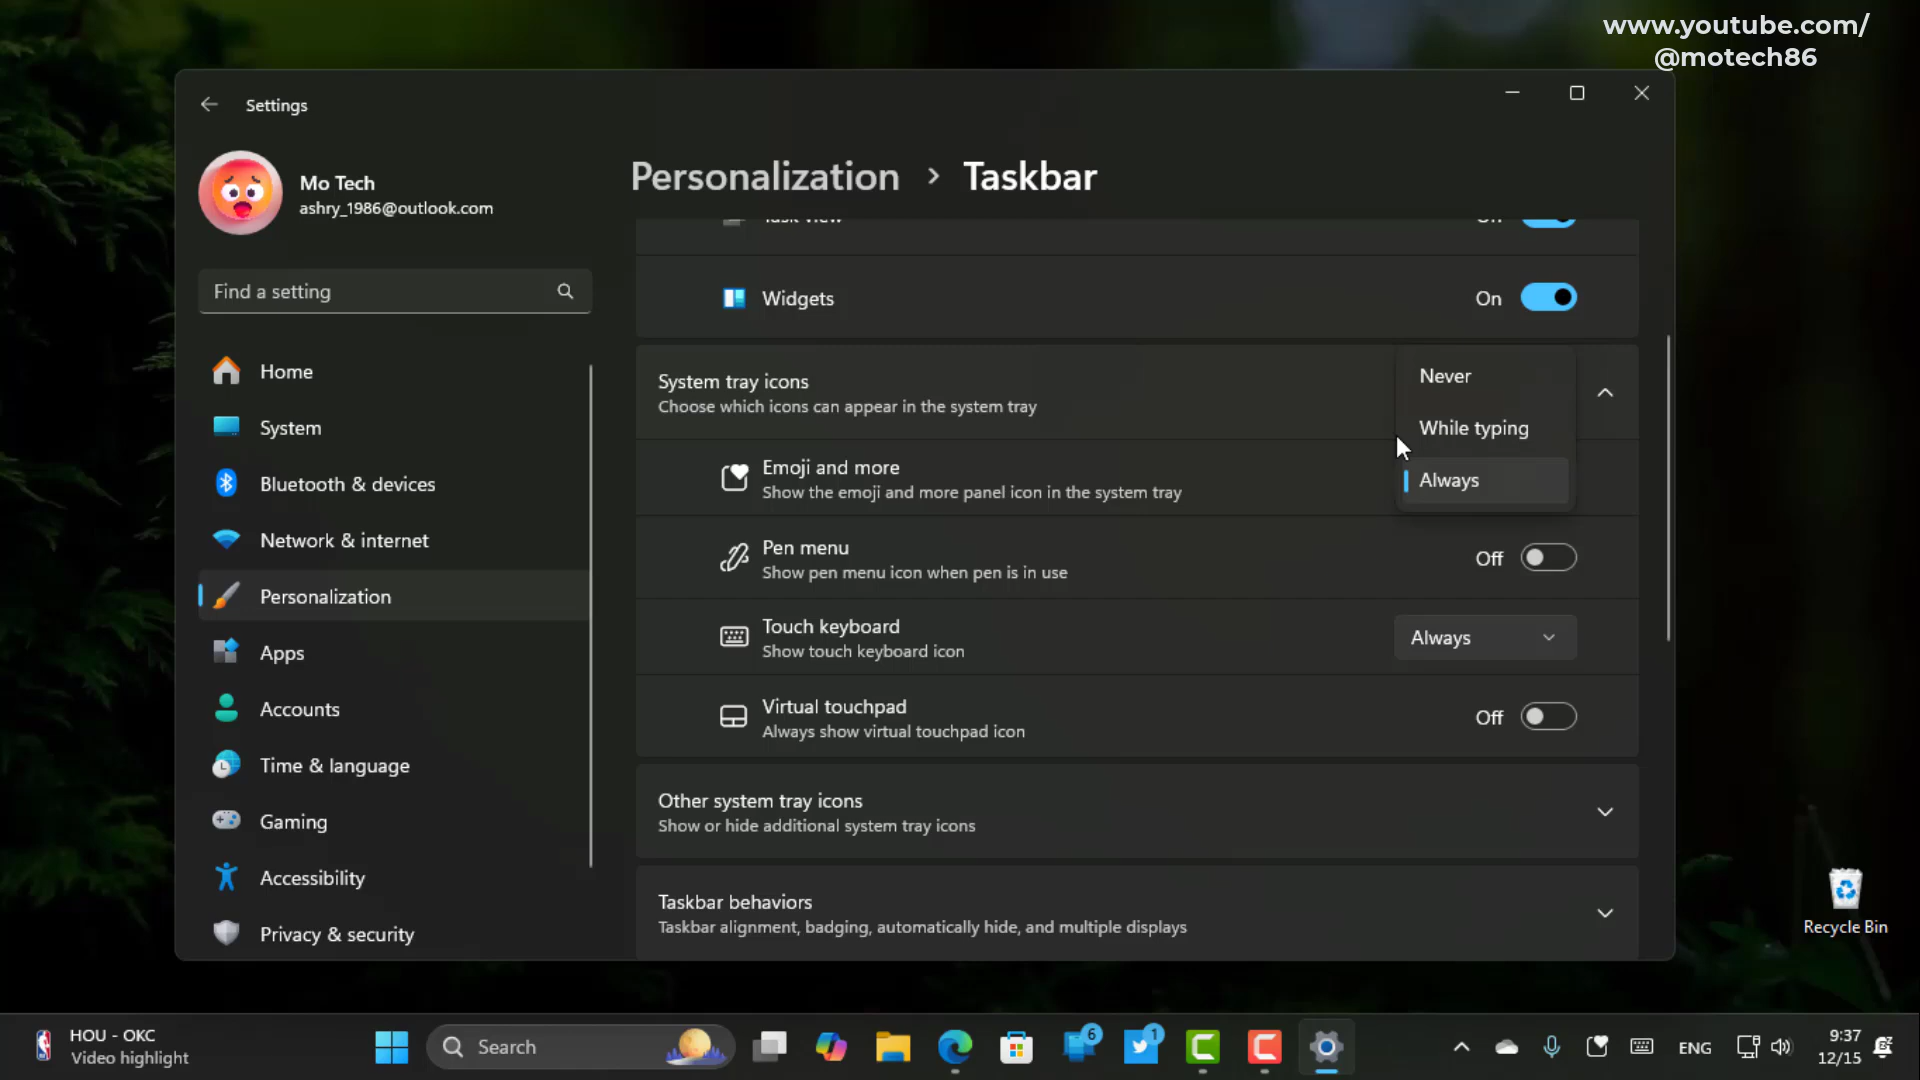 www.youtube.com/
@motech86
Settings
Mo Tech
ashry_1986@outlook.com
Find a setting
Home
System
Bluetooth & devices
Network & internet
Personalization
Apps
Accounts
Time & language
Gaming
Accessibility
Privacy & security
Personalization > Taskbar
Task view
Widgets
On
System tray icons
Choose which icons can appear in the system tray
Never
While typing
Always
Emoji and more
Show the emoji and more panel icon in the system tray
Pen menu
Show pen menu icon when pen is in use
Off
Touch keyboard
Show touch keyboard icon
Always
Virtual touchpad
Always show virtual touchpad icon
Off
Other system tray icons
Show or hide additional system tray icons
Taskbar behaviors
Taskbar alignment, badging, automatically hide, and multiple displays
Recycle Bin
HOU - OKC
Video highlight
Search
6
1
ENG
9:37
12/15